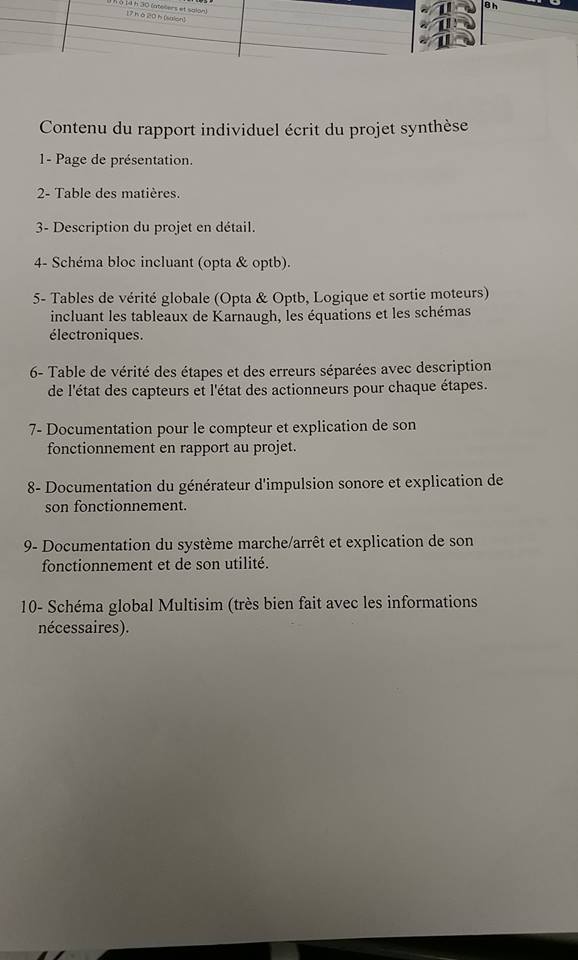 14 h 30 (ateliers et salon)
17 h à 20 h (salon)
8 h
Contenu du rapport individuel écrit du projet synthèse
1- Page de présentation.
2- Table des matières.
3- Description du projet en détail.
4- Schéma bloc incluant (opta & optb).
5- Tables de vérité globale (Opta & Optb, Logique et sortie moteurs)
incluant les tableaux de Karnaugh, les équations et les schémas
électroniques.
6- Table de vérité des étapes et des erreurs séparées avec description
de l'état des capteurs et l'état des actionneurs pour chaque étapes.
7- Documentation pour le compteur et explication de son
fonctionnement en rapport au projet.
8- Documentation du générateur d'impulsion sonore et explication de
son fonctionnement.
9- Documentation du système marche/arrêt et explication de son
fonctionnement et de son utilité.
10- Schéma global Multisim (très bien fait avec les informations
nécessaires).